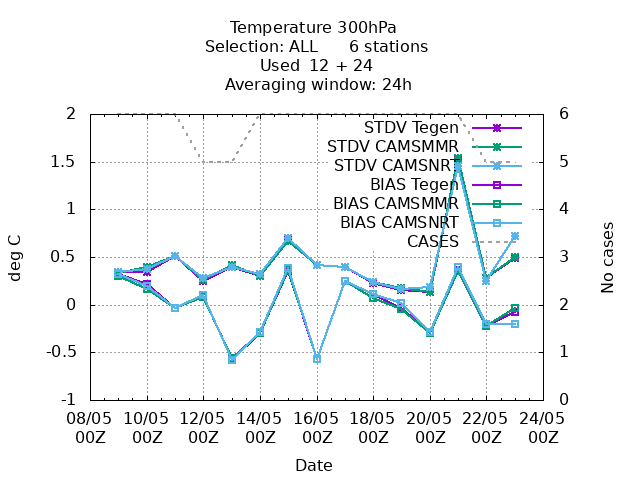 Temperature 300hPa
Selection: ALL 6 stations
Used 12 + 24
Averaging window: 24h
STDV Tegen
STDV CAMSMMR
STDV CAMSNRT
BIAS Tegen
BIAS CAMSMMR
BIAS CAMSNRT
CASES
deg C
2
1.5
1
0.5
0
-0.5
-1
6
5
4
3
2
1
0
No cases
08/05 10/05 12/05 14/05 16/05 18/05 20/05 22/05 24/05
00Z 00Z 00Z 00Z 00Z 00Z 00Z 00Z 00Z
Date